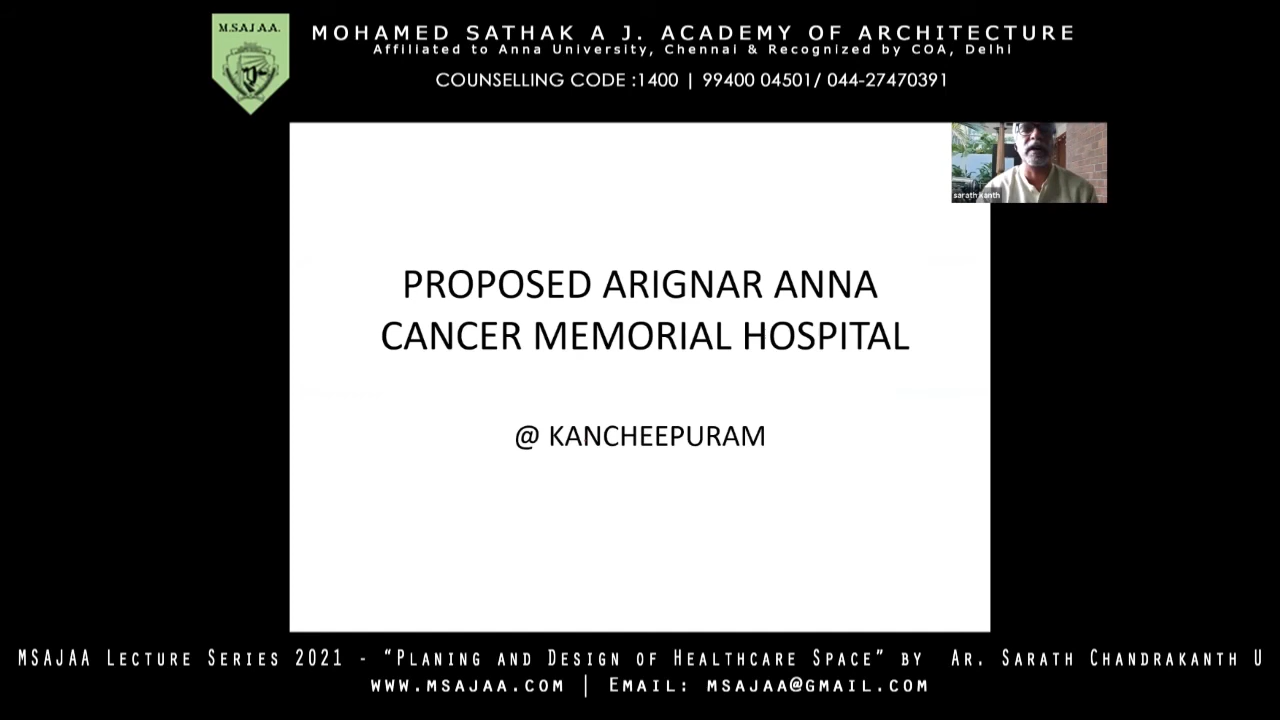 M.SAJAA.
MOHAMED SATHAK A J. ACADEMY OF ARCHITECTURE
Affiliated to Anna University, Chennai & Recognized by COA, Delhi
COUNSELLING CODE :1400 | 99400 04501/ 044-27470391
sarath kanth
PROPOSED ARIGNAR ANNA
CANCER MEMORIAL HOSPITAL
@ KANCHEEPURAM
MSAJAA Lecture Series 2021 - “Planing and Design of Healthcare Space” by Ar. Sarath Chandrakanth U
www.msajaa.com | Email: msajaa@gmail.com